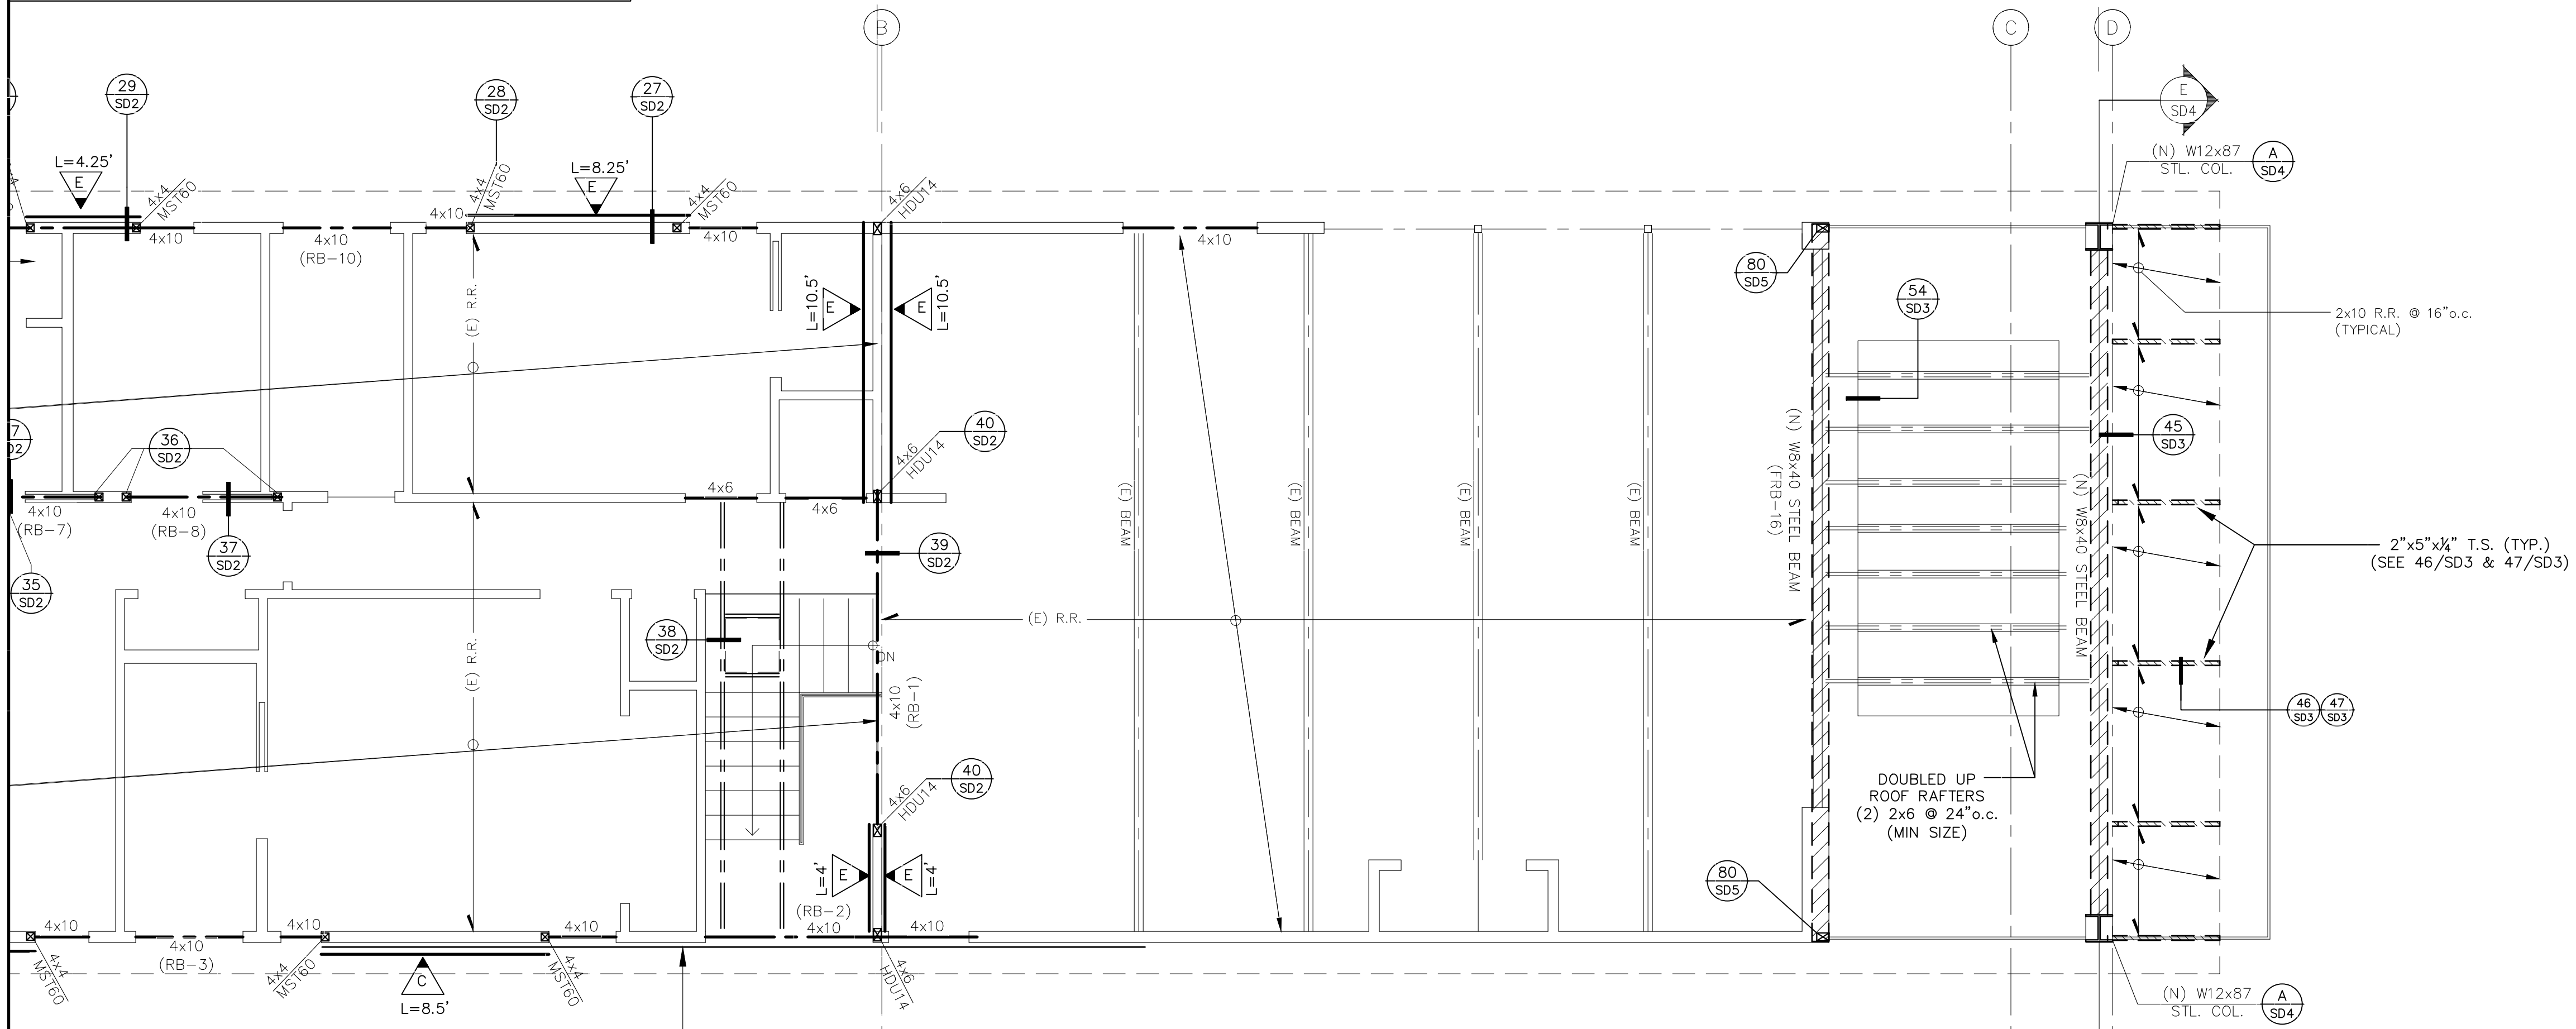 B
C
D
29
SD2
28
SD2
27
SD2
E
SD4
L=4.25'
E
L=8.25'
E
4x4
MST60
4x4
MST60
4x4
MST60
4x6
HDU14
(N) W12x87
STL. COL.
A
SD4
4x10
4x10
4x10
(RB-10)
4x10
4x10
80
SD5
54
SD3
L=10.5'
E
E
L=10.5'
(E) R.R.
2x10 R.R. @ 16"o.c.
(TYPICAL)
36
SD2
40
SD2
4x6
HDU14
45
SD3
4x10
(RB-7)
4x10
(RB-8)
37
SD2
35
SD2
4x6
4x6
39
SD2
(E) BEAM
(E) BEAM
(E) BEAM
(E) BEAM
(N) W8x40 STEEL BEAM
(FRB-16)
(N) W8x40 STEEL BEAM
2"x5"x¼" T.S. (TYP.)
(SEE 46/SD3 & 47/SD3)
(E) R.R.
(E) R.R.
38
SD2
DN
4x10
(RB-1)
46
SD3
47
SD3
40
SD2
4x6
HDU14
DOUBLED UP
ROOF RAFTERS
(2) 2x6 @ 24"o.c.
(MIN SIZE)
L=4'
E
E
L=4'
80
SD5
(RB-2)
4x10
4x10
4x10
4x10
(RB-3)
4x10
4x10
4x4
MST60
4x4
MST60
4x4
MST60
4x6
HDU14
C
L=8.5'
(N) W12x87
STL. COL.
A
SD4